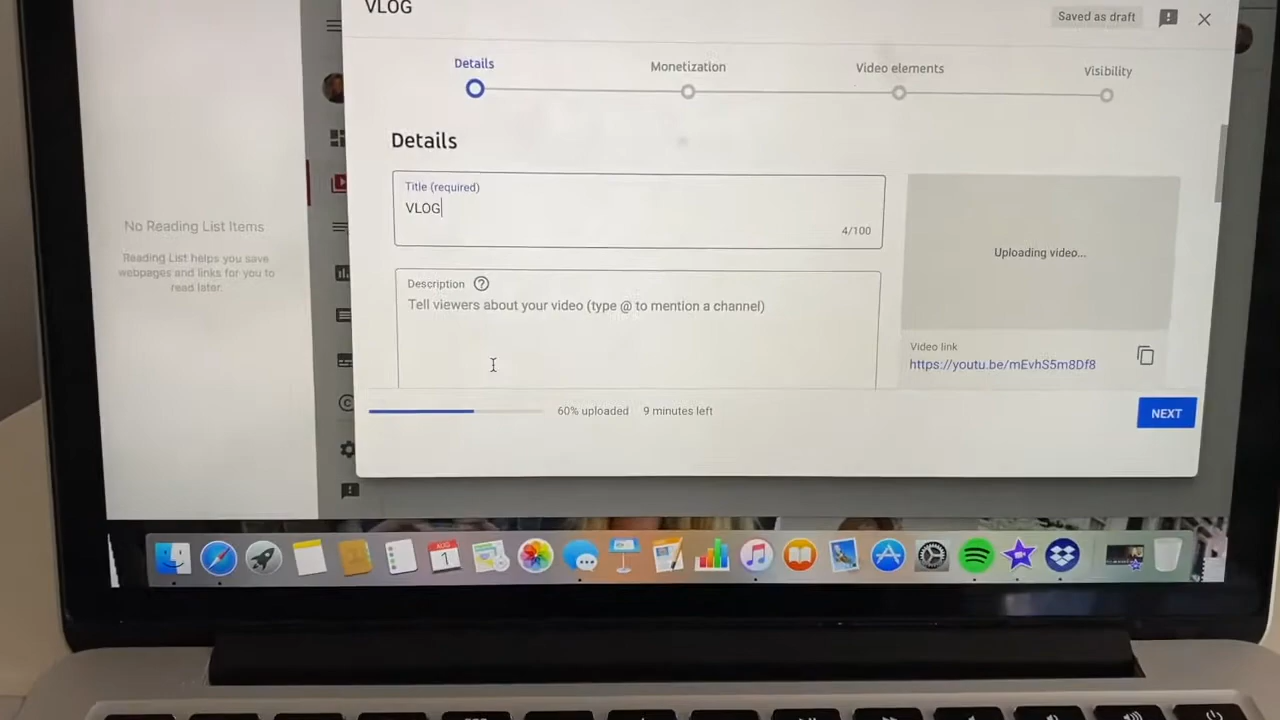 VLOG
Saved as draft
Details
Monetization
Video elements
Visibility
Details
Title (required)
VLOG
4/100
Uploading video...
Description
Tell viewers about your video (type @ to mention a channel)
Video link
https://youtu.be/mEvhS5m8Df8
60% uploaded 9 minutes left
NEXT
No Reading List Items
Reading List helps you save
webpages and links for you to
read later.
AUG
1